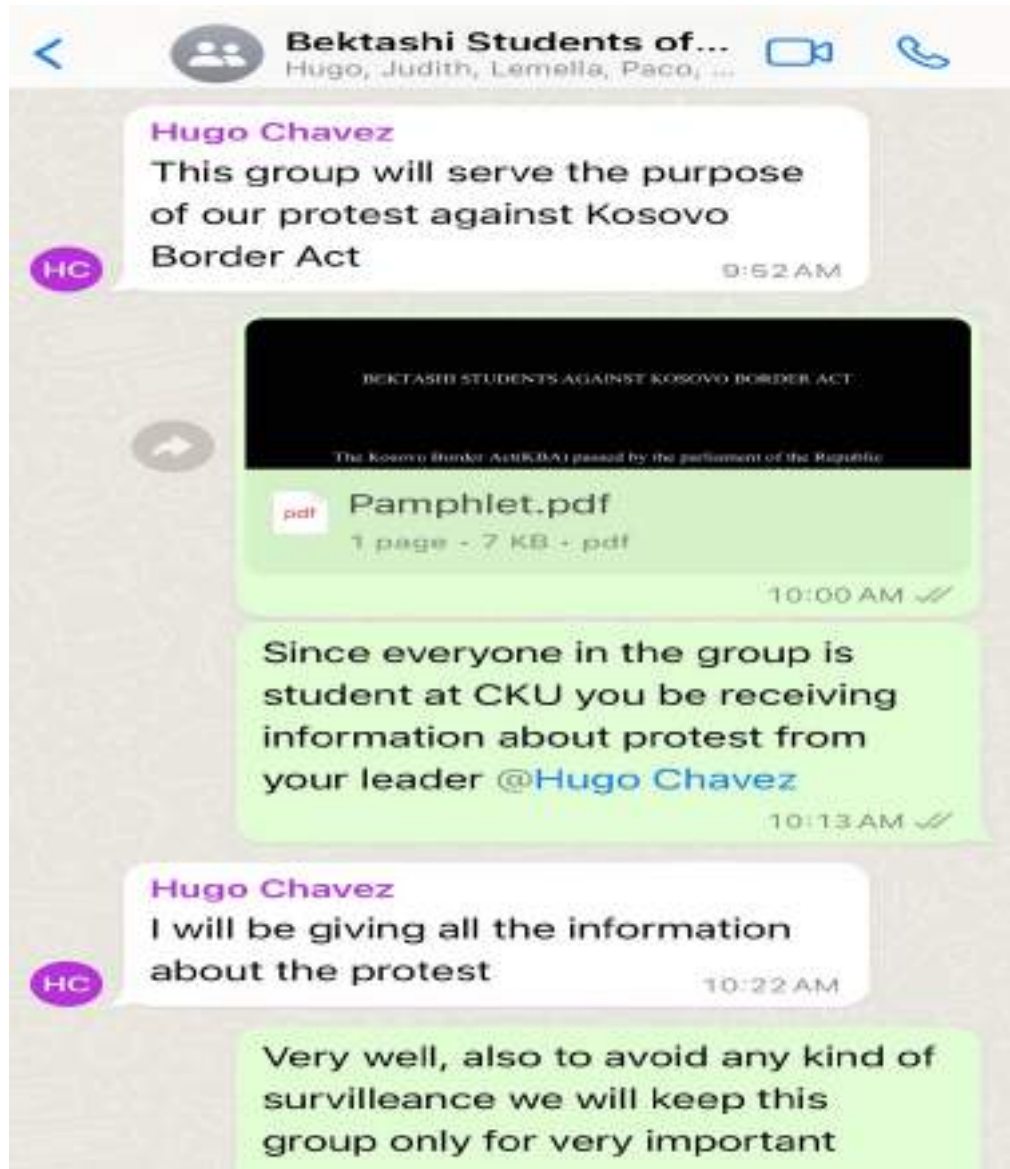 Bektashi Students of...
Hugo, Judith, Lemella, Paco, ...
Hugo Chavez
This group will serve the purpose
of our protest against Kosovo
Border Act
HC
9:52 AM
BEKTASHI STUDENTS AGAINST KOSOVO BORDER ACT
The Kosovo Border Act(KBA) passed by the parliament of the Republic
pdf
Pamphlet.pdf
1 page • 7 KB • pdf
10:00 AM
Since everyone in the group is
student at CKU you be receiving
information about protest from
your leader @Hugo Chavez
10:13 AM
Hugo Chavez
I will be giving all the information
about the protest
HC
10:22 AM
Very well, also to avoid any kind of
survilleance we will keep this
group only for very important